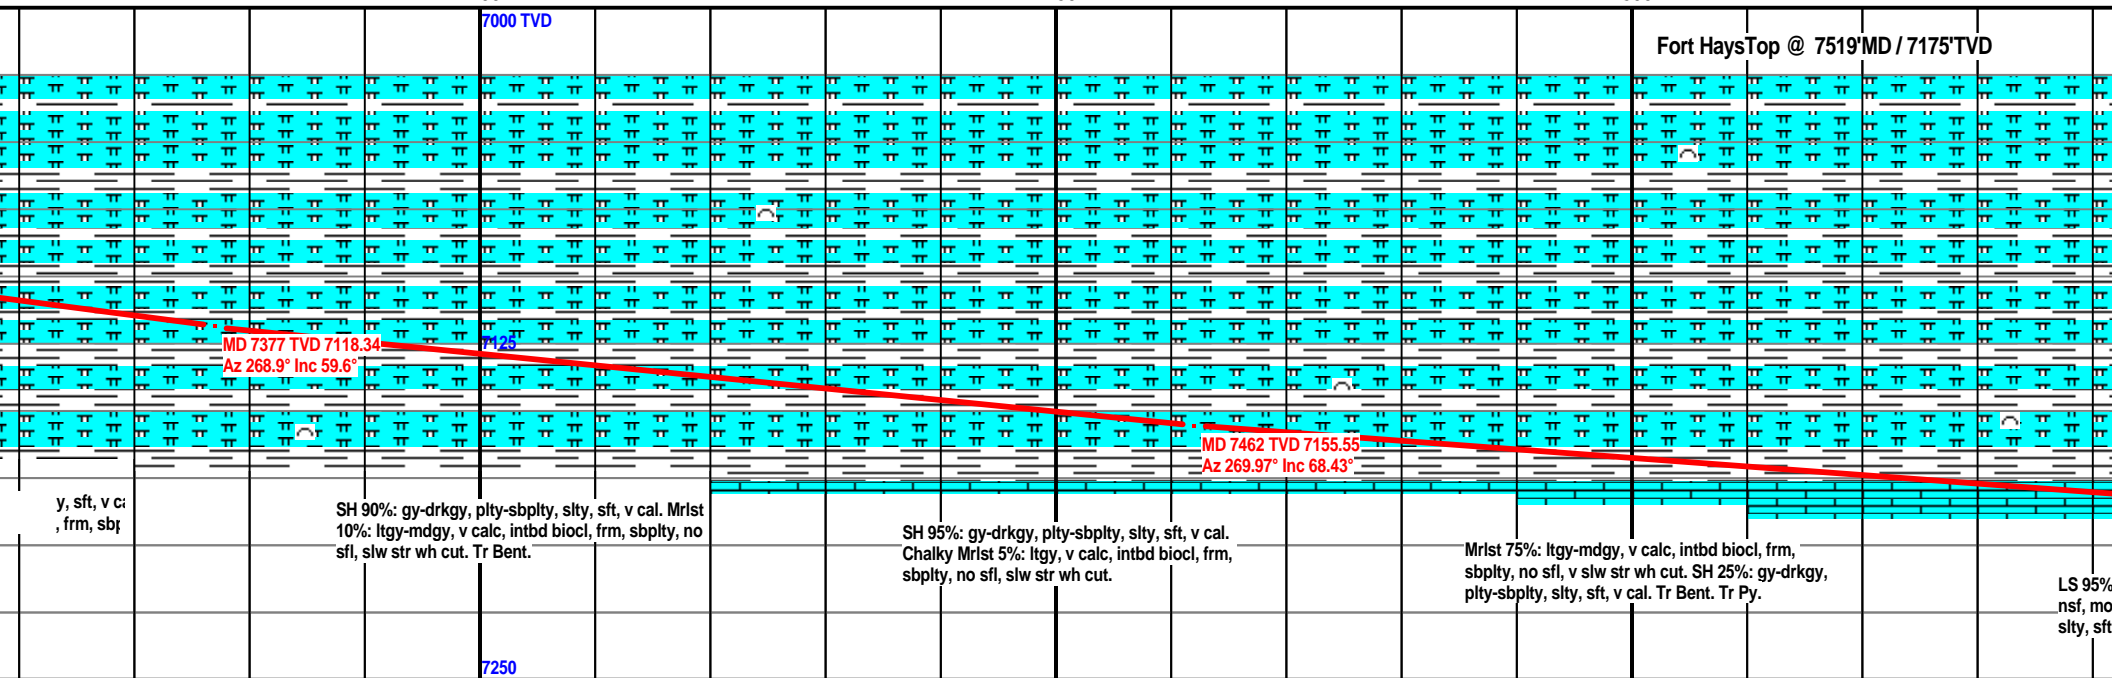 7000 TVD
Fort HaysTop @ 7519'MD / 7175'TVD
MD 7377 TVD 7118.34
Az 268.9° Inc 59.6°
7125
MD 7462 TVD 7155.55
Az 269.97° Inc 68.43°
y, sft, v ca
, frm, sbp
SH 90%: gy-drkgy, plty-sbplty, slty, sft, v cal. Mrlst
10%: ltgy-mdgy, v calc, intbd biocl, frm, sbplty, no
sfl, slw str wh cut. Tr Bent.
SH 95%: gy-drkgy, plty-sbplty, slty, sft, v cal.
Chalky Mrlst 5%: ltgy, v calc, intbd biocl, frm,
sbplty, no sfl, slw str wh cut.
Mrlst 75%: ltgy-mdgy, v calc, intbd biocl, frm,
sbplty, no sfl, v slw str wh cut. SH 25%: gy-drkgy,
plty-sbplty, slty, sft, v cal. Tr Bent. Tr Py.
LS 95%
nsf, mo
slty, sft
7250